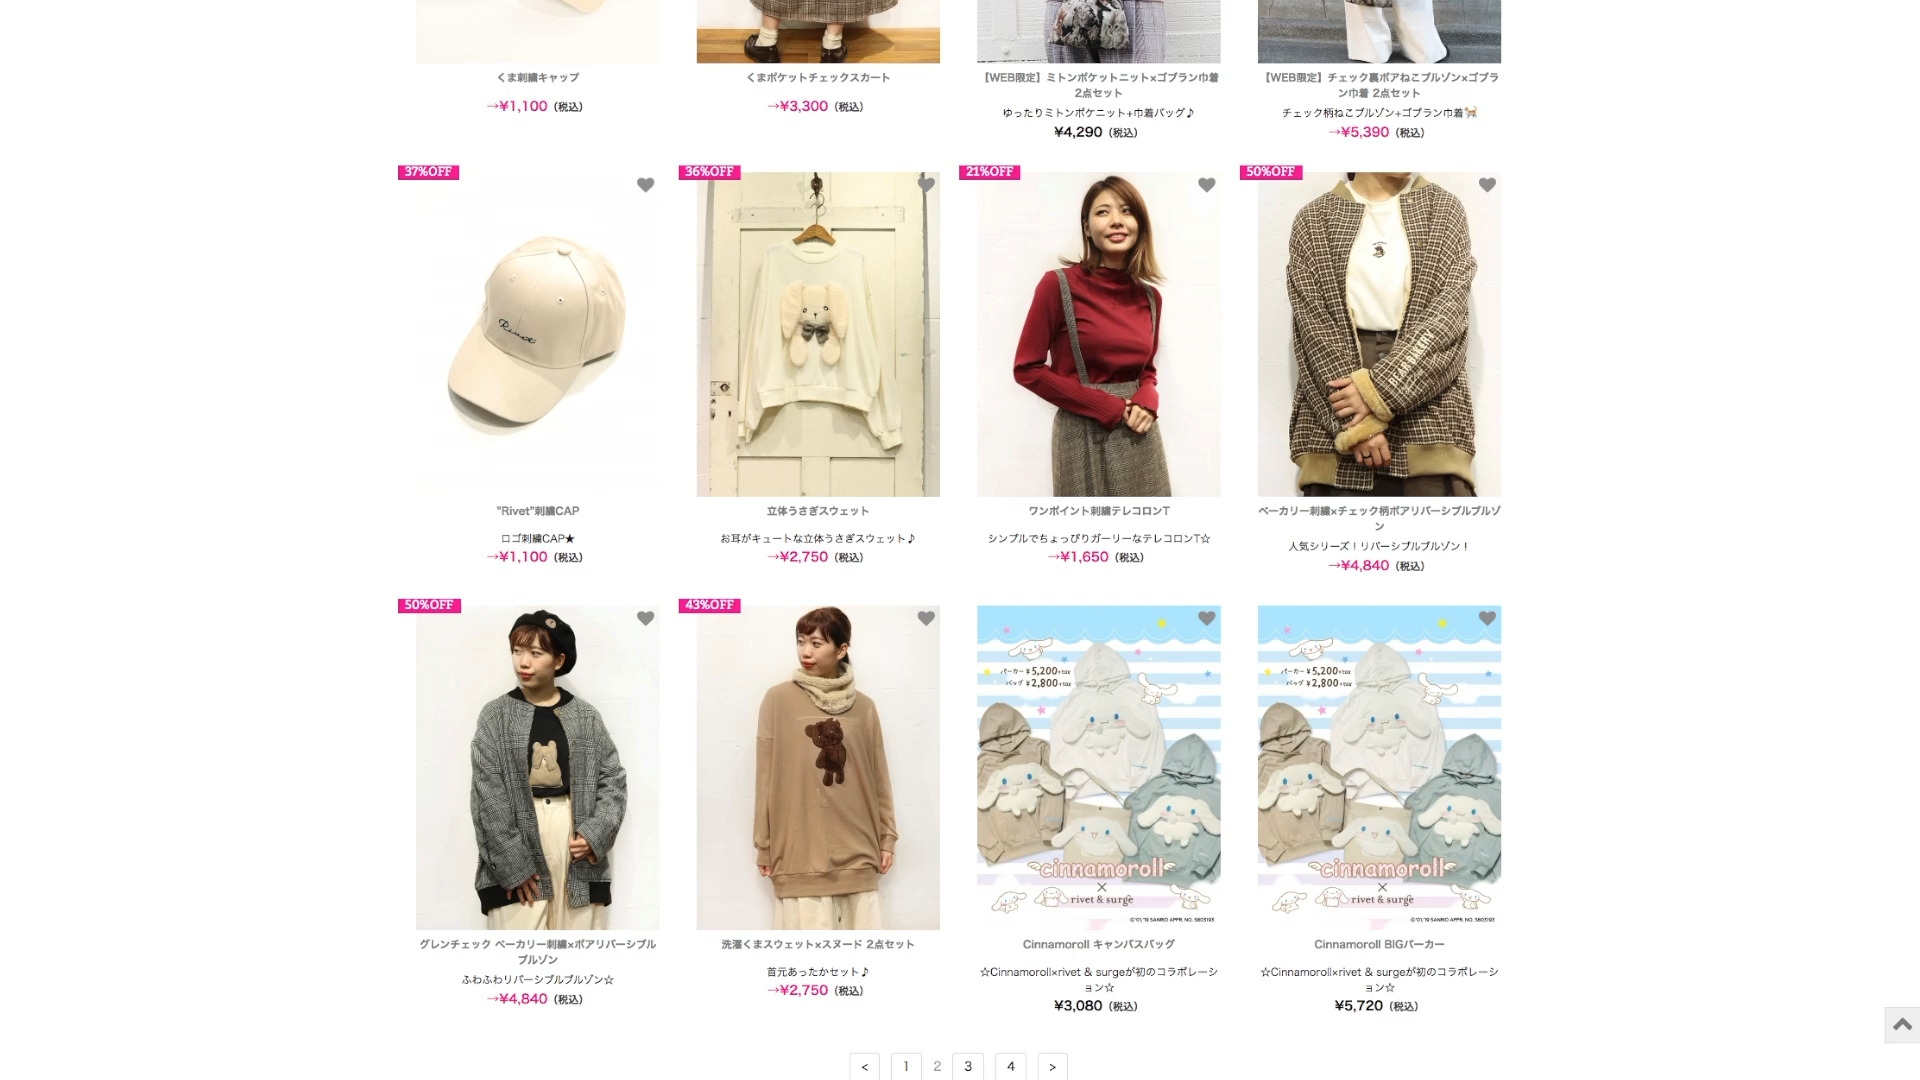 くま刺繍キャップ
→¥1,100 (税込)
くまポケットチェックスカート
→¥3,300 (税込)
【WEB限定】ミトンポケットニット×ゴブラン巾着
2点セット
ゆったりミトンポケニット+巾着バッグ♪
¥4,290 (税込)
【WEB限定】チェック裏ボアねこブルゾン×ゴブラ
ン巾着 2点セット
チェック柄ねこブルゾン+ゴブラン巾着🐕
→¥5,390 (税込)
37%OFF
Rivet
"Rivet"刺繍CAP
ロゴ刺繍CAP★
→¥1,100 (税込)
36%OFF
立体うさぎスウェット
お耳がキュートな立体うさぎスウェット♪
→¥2,750 (税込)
21%OFF
ワンポイント刺繍テレコロンT
シンプルでちょっぴりガーリーなテレコロンT☆
→¥1,650 (税込)
50%OFF
ベーカリー刺繍×チェック柄ボアリバーシブルブルゾ
ン
人気シリーズ！リバーシブルブルゾン！
→¥4,840 (税込)
50%OFF
グレンチェック ベーカリー刺繍×ボアリバーシブル
ブルゾン
ふわふわリバーシブルブルゾン☆
→¥4,840 (税込)
43%OFF
洗濯くまスウェット×スヌード 2点セット
首元あったかセット♪
→¥2,750 (税込)
パーカー ¥5,200+tax
バッグ ¥2,800+tax
cinnamoroll
×
rivet & surge
©'01,'19 SANRIO APPR. NO. S603193
Cinnamoroll キャンバスバッグ
☆Cinnamoroll×rivet & surgeが初のコラボレーシ
ョン☆
¥3,080 (税込)
パーカー ¥5,200+tax
バッグ ¥2,800+tax
cinnamoroll
×
rivet & surge
©'01,'19 SANRIO APPR. NO. S603193
Cinnamoroll BIGパーカー
☆Cinnamoroll×rivet & surgeが初のコラボレーシ
ョン☆
¥5,720 (税込)
< 1 2 3 4 >